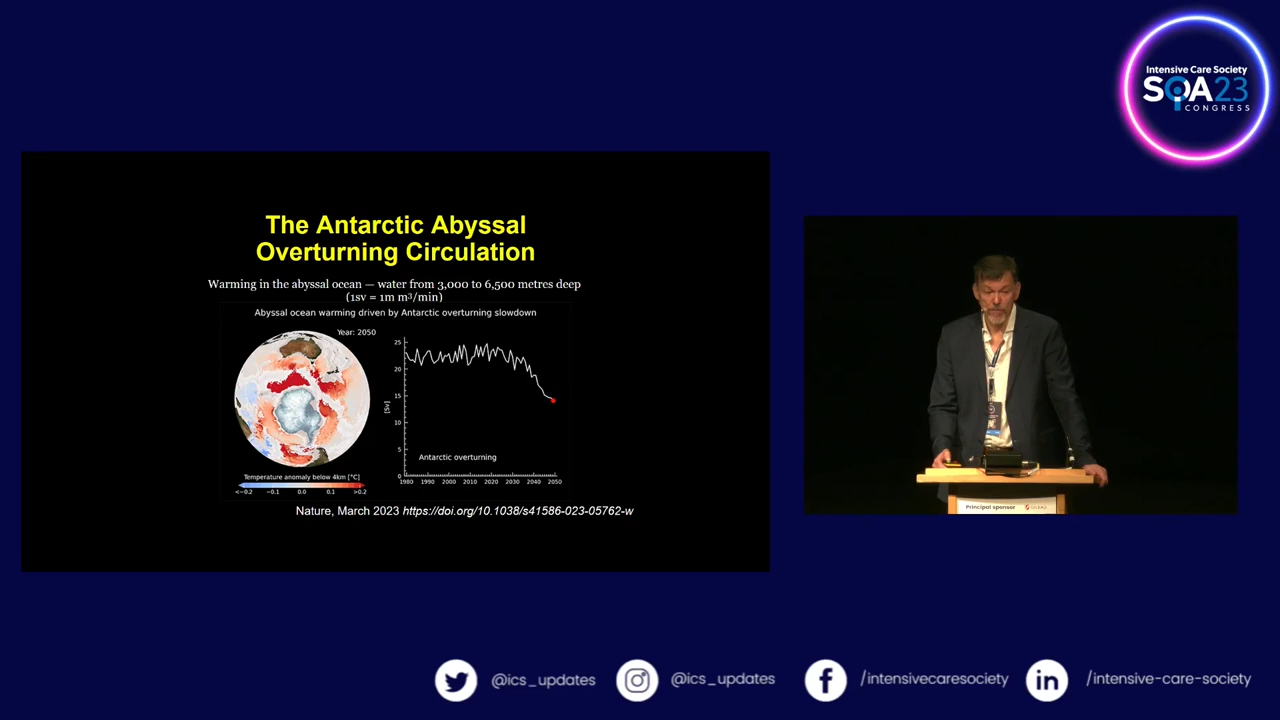 Intensive Care Society
SOA23
CONGRESS
The Antarctic Abyssal
Overturning Circulation
Warming in the abyssal ocean — water from 3,000 to 6,500 metres deep
(1sv = 1m m³/min)
Abyssal ocean warming driven by Antarctic overturning slowdown
Year: 2050
25
20
15
[Sv]
10
5
Antarctic overturning
0
1980 1990 2000 2010 2020 2030 2040 2050
Temperature anomaly below 4km [°C]
<−0.2 −0.1 0.0 0.1 >0.2
Nature, March 2023 https://doi.org/10.1038/s41586-023-05762-w
Principal sponsor
@ics_updates
@ics_updates
/intensivecaresociety
/intensive-care-society